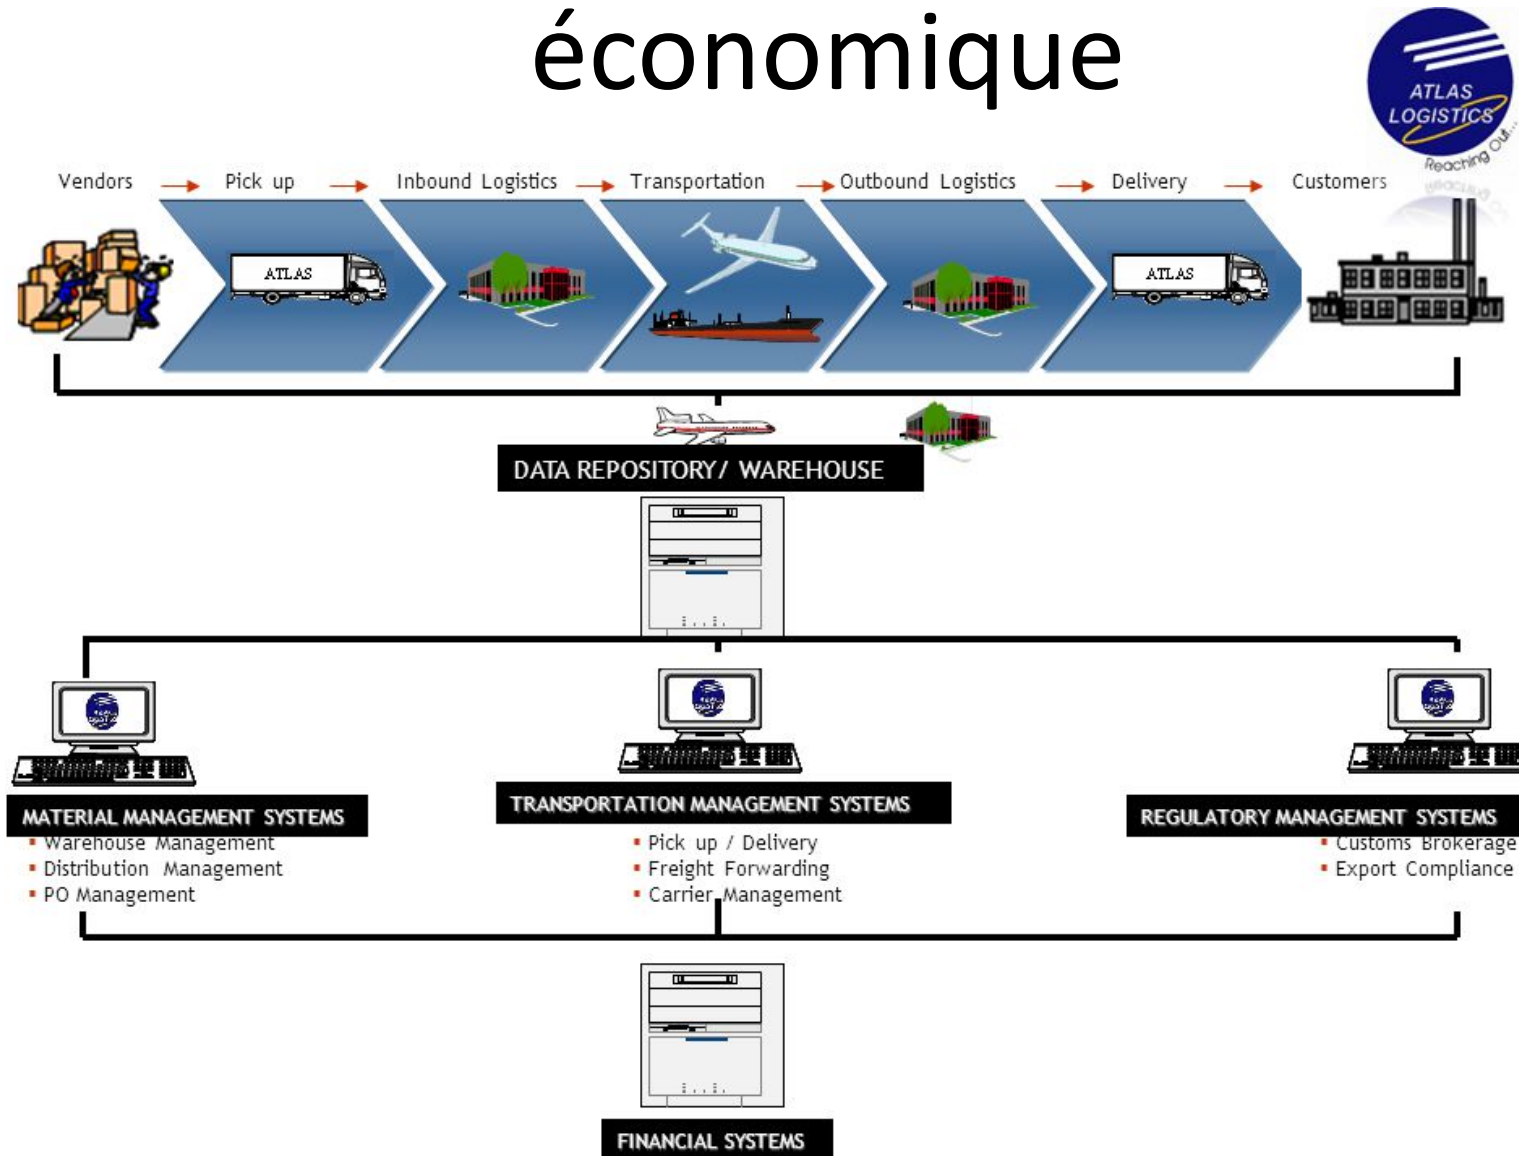 économique
ATLAS
LOGISTICS
Reaching Out...
Vendors Pick up Inbound Logistics Transportation Outbound Logistics Delivery Customers
ATLAS
ATLAS
DATA REPOSITORY/ WAREHOUSE
MATERIAL MANAGEMENT SYSTEMS
▪ Warehouse Management
▪ Distribution Management
▪ PO Management
TRANSPORTATION MANAGEMENT SYSTEMS
▪ Pick up / Delivery
▪ Freight Forwarding
▪ Carrier Management
REGULATORY MANAGEMENT SYSTEMS
▪ Customs Brokerage
▪ Export Compliance
FINANCIAL SYSTEMS